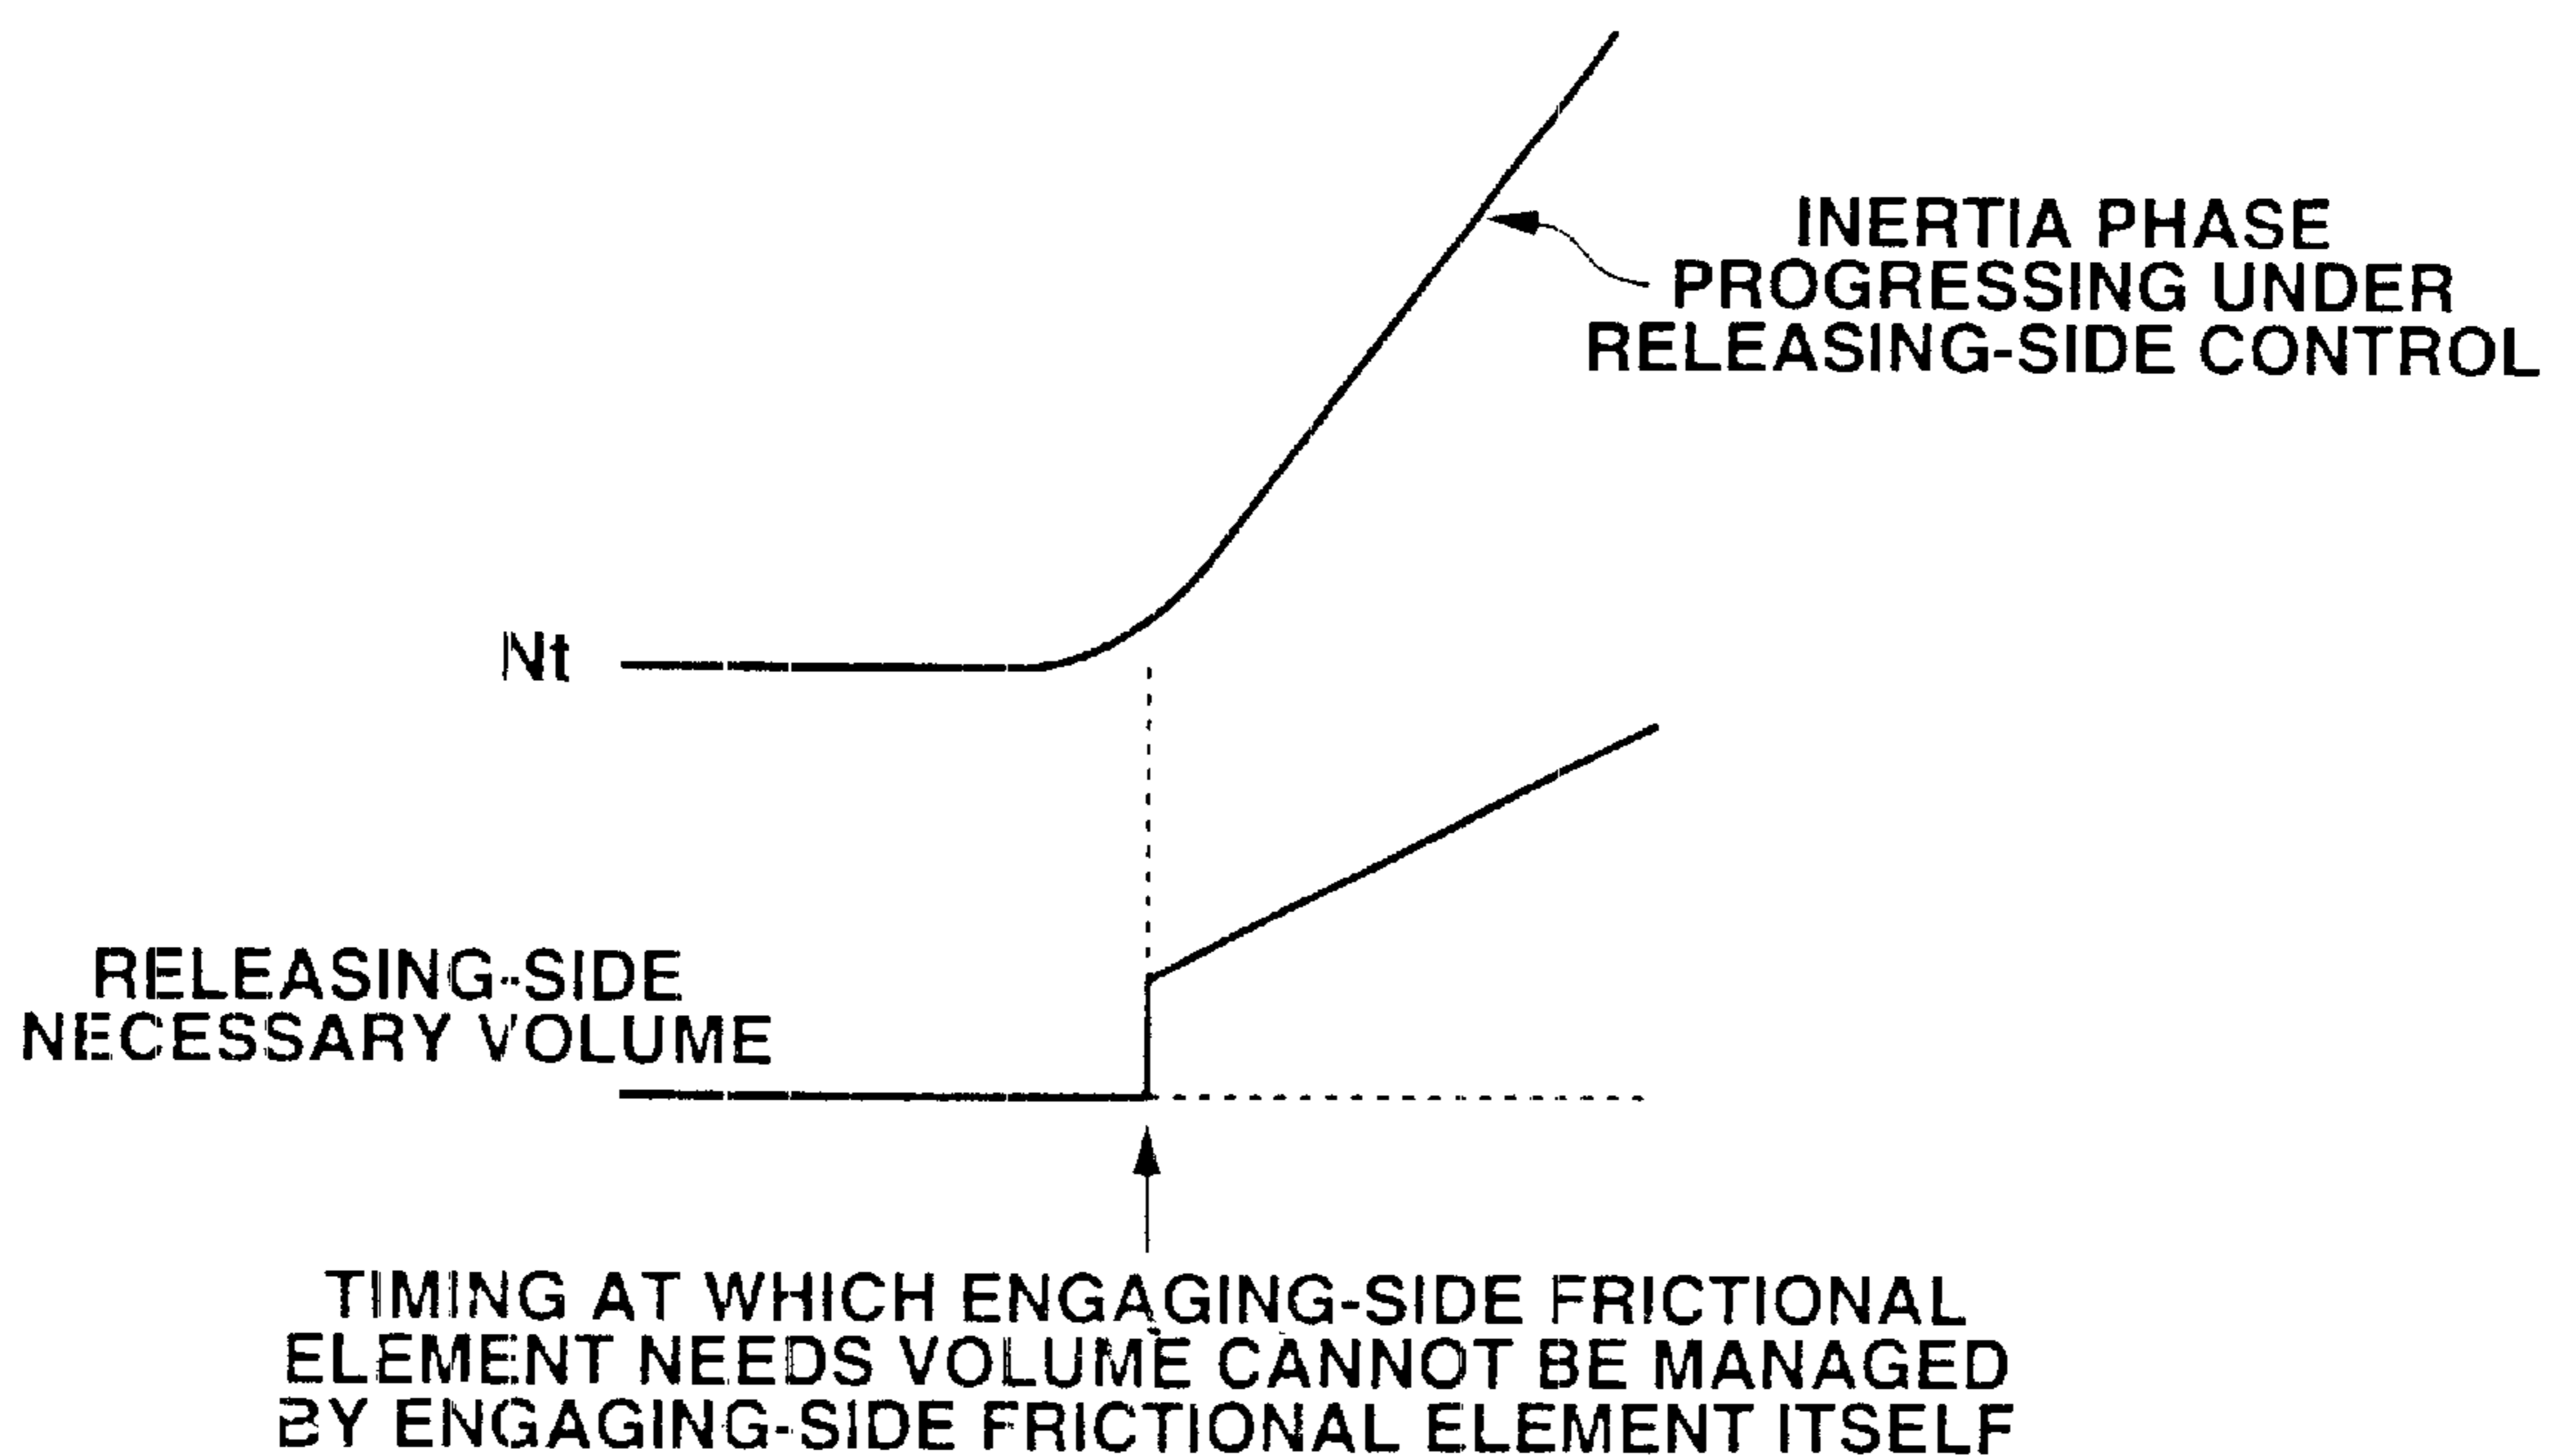 INERTIA PHASE
PROGRESSING UNDER
RELEASING-SIDE CONTROL
Nt
RELEASING-SIDE
NECESSARY VOLUME
TIMING AT WHICH ENGAGING-SIDE FRICTIONAL
ELEMENT NEEDS VOLUME CANNOT BE MANAGED
BY ENGAGING-SIDE FRICTIONAL ELEMENT ITSELF